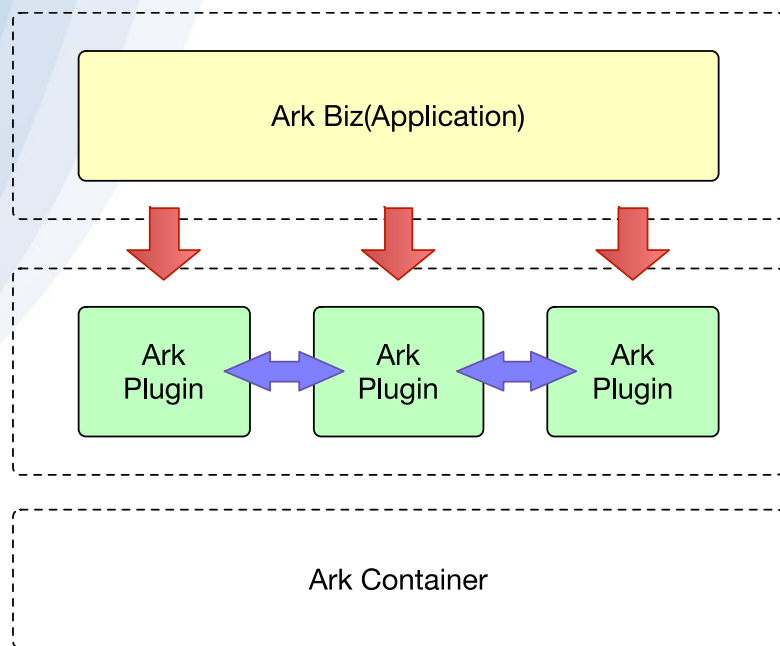 Ark Biz(Application)
Ark
Plugin
Ark
Plugin
Ark
Plugin
Ark Container